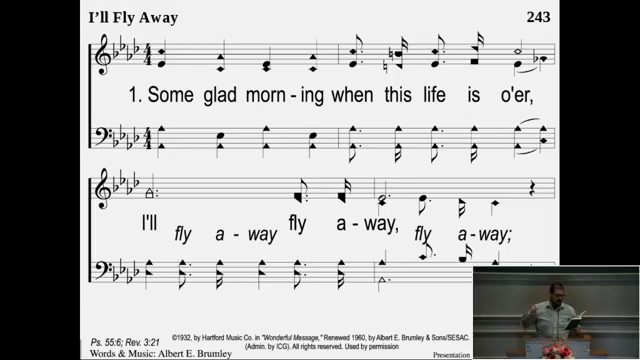 I'll Fly Away 243
1. Some glad morn - ing when this life is o'er,
I'll fly a - way fly a - way, fly a - way;
Ps. 55:6; Rev. 3:21
©1932, by Hartford Music Co. in "Wonderful Message," Renewed 1960, by Albert E. Brumley & Sons/SESAC.
(Admin. by ICG). All rights reserved. Used by permission
Words & Music: Albert E. Brumley Presentation